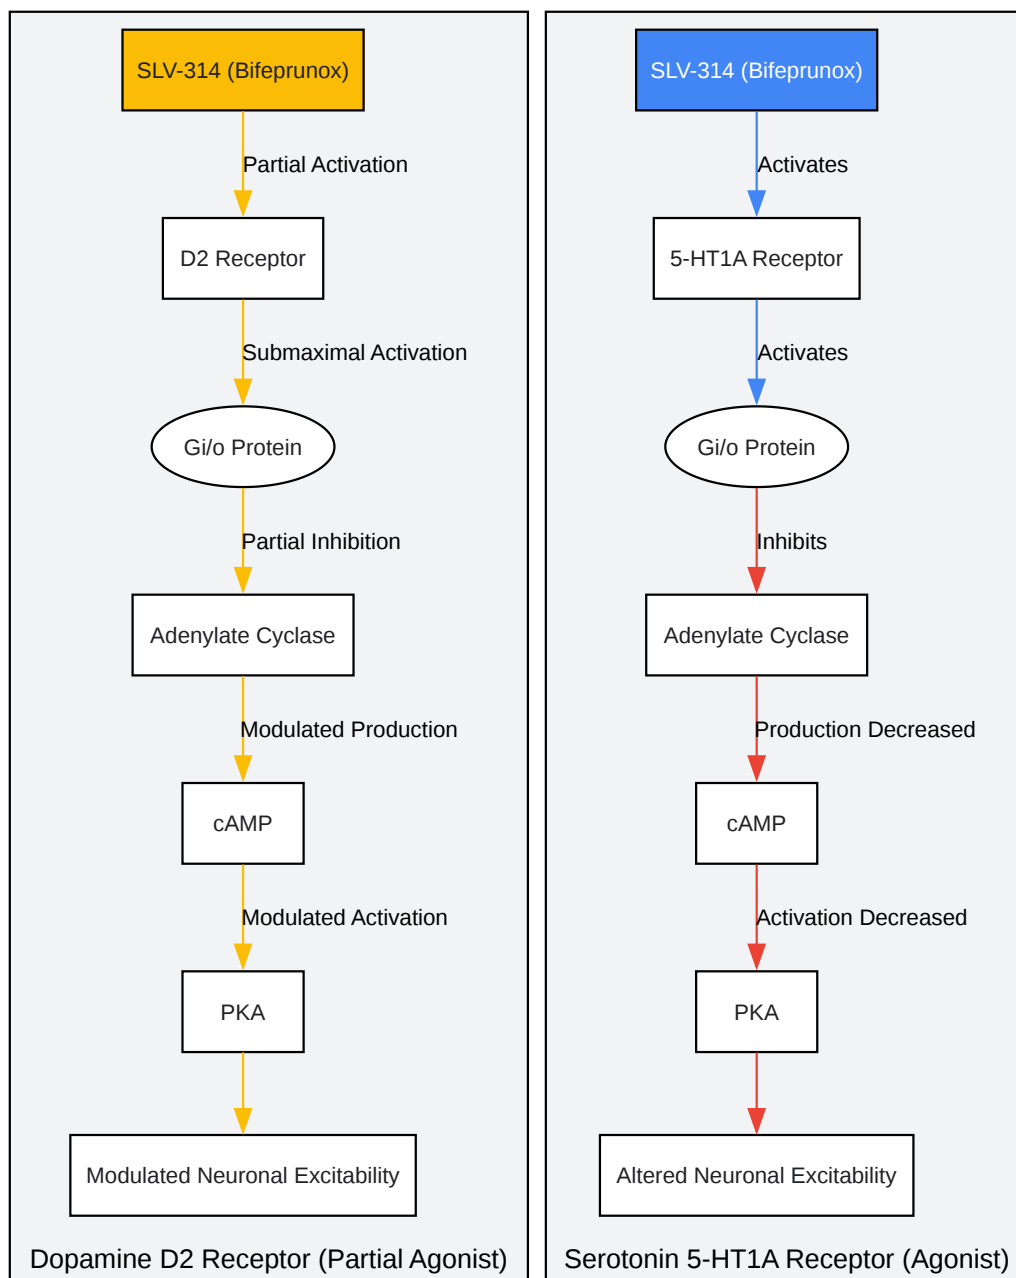 SLV-314 (Bifeprunox)
Partial Activation
D2 Receptor
Submaximal Activation
Gi/o Protein
Partial Inhibition
Adenylate Cyclase
Modulated Production
cAMP
Modulated Activation
PKA
Modulated Neuronal Excitability
Dopamine D2 Receptor (Partial Agonist)
SLV-314 (Bifeprunox)
Activates
5-HT1A Receptor
Activates
Gi/o Protein
Inhibits
Adenylate Cyclase
Production Decreased
cAMP
Activation Decreased
PKA
Altered Neuronal Excitability
Serotonin 5-HT1A Receptor (Agonist)